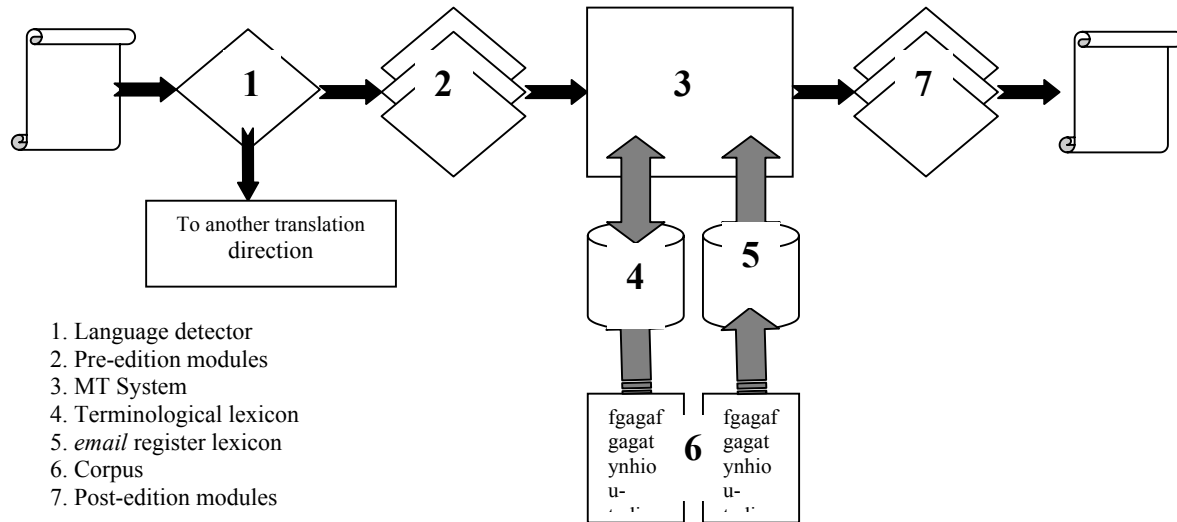 1
2
3
7
To another translation
direction
4
5
1. Language detector
2. Pre-edition modules
3. MT System
4. Terminological lexicon
5. email register lexicon
6. Corpus
7. Post-edition modules
fgagaf
gagat
ynhio
u-
6
fgagaf
gagat
ynhio
u-